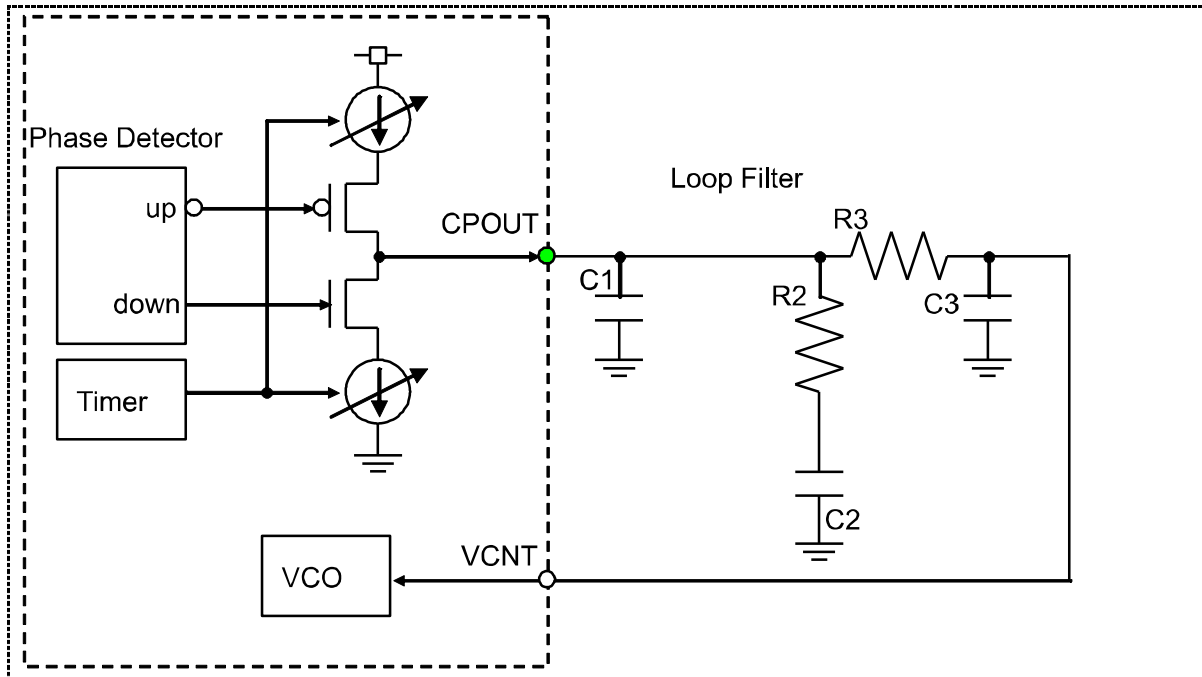 Phase Detector
up
down
Timer
CPOUT
Loop Filter
C1
R2
R3
C3
C2
VCO
VCNT